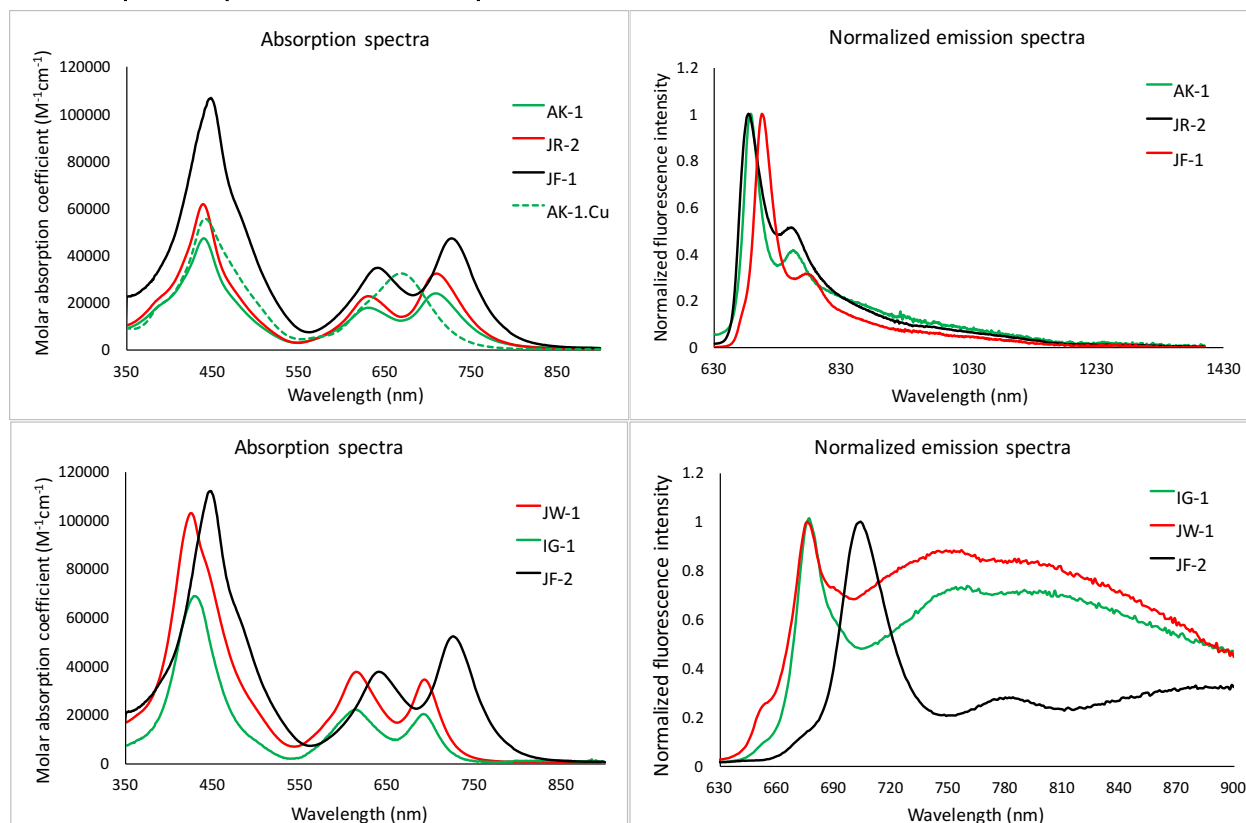 Absorption spectra
Molar absorption coefficient (M⁻¹cm⁻¹)
120000
100000
80000
60000
40000
20000
0
350 450 550 650 750 850
Wavelength (nm)
AK-1
JR-2
JF-1
AK-1.Cu
Normalized emission spectra
Normalized fluorescence intensity
1.2
1
0.8
0.6
0.4
0.2
0
630 830 1030 1230 1430
Wavelength (nm)
AK-1
JR-2
JF-1
Absorption spectra
Molar absorption coefficient (M⁻¹cm⁻¹)
120000
100000
80000
60000
40000
20000
0
350 450 550 650 750 850
Wavelength (nm)
JW-1
IG-1
JF-2
Normalized emission spectra
Normalized fluorescence intensity
1.2
1
0.8
0.6
0.4
0.2
0
630 660 690 720 750 780 810 840 870 900
Wavelength (nm)
IG-1
JW-1
JF-2